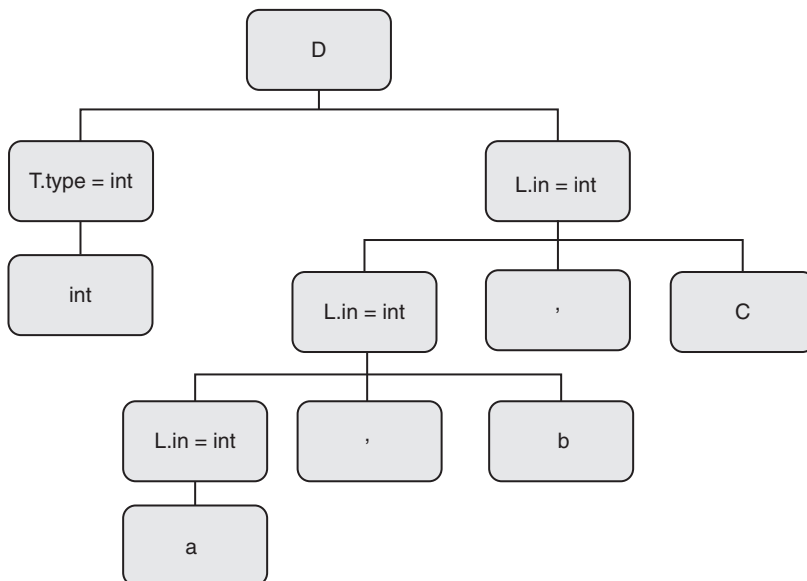 D
T.type = int
L.in = int
int
L.in = int
,
C
L.in = int
,
b
a